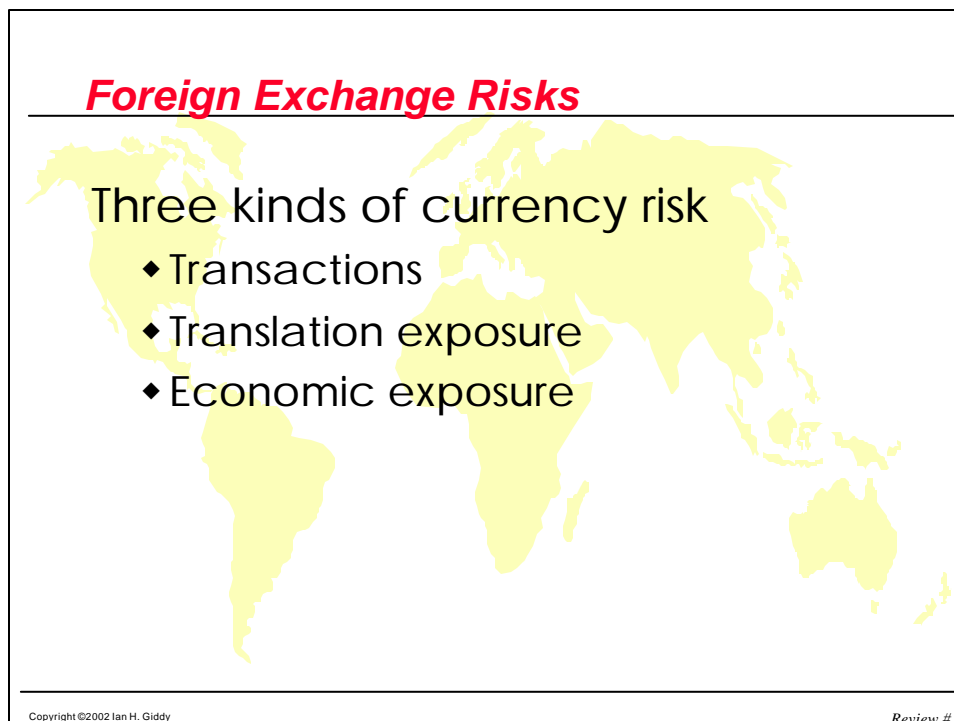 Foreign Exchange Risks
Three kinds of currency risk
◆ Transactions
◆ Translation exposure
◆ Economic exposure
Copyright ©2002 Ian H. Giddy
Review #